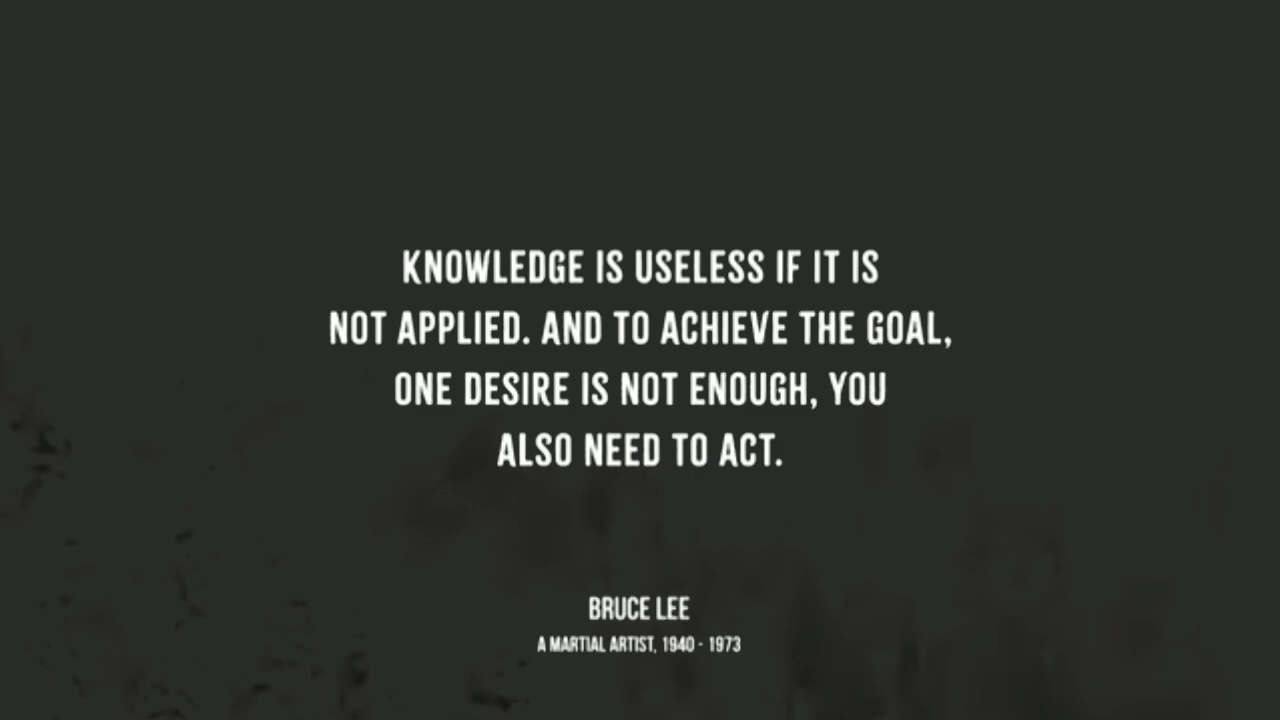 KNOWLEDGE IS USELESS IF IT IS
NOT APPLIED. AND TO ACHIEVE THE GOAL,
ONE DESIRE IS NOT ENOUGH, YOU
ALSO NEED TO ACT.
BRUCE LEE
A MARTIAL ARTIST, 1940 - 1973